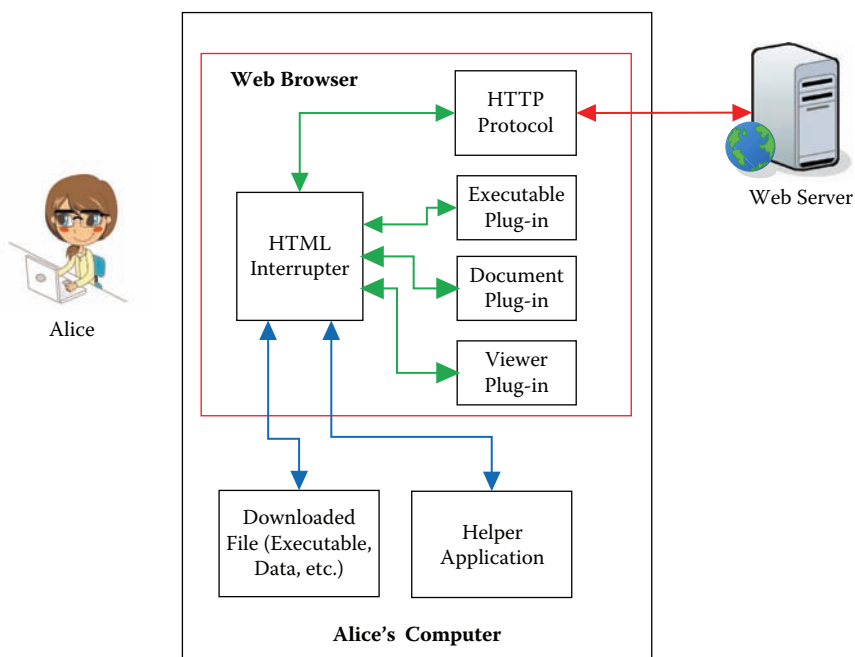 Web Browser
HTTP
Protocol
Web Server
Executable
Plug-in
HTML
Interrupter
Document
Plug-in
Alice
Viewer
Plug-in
Downloaded
File (Executable,
Data, etc.)
Helper
Application
Alice's Computer